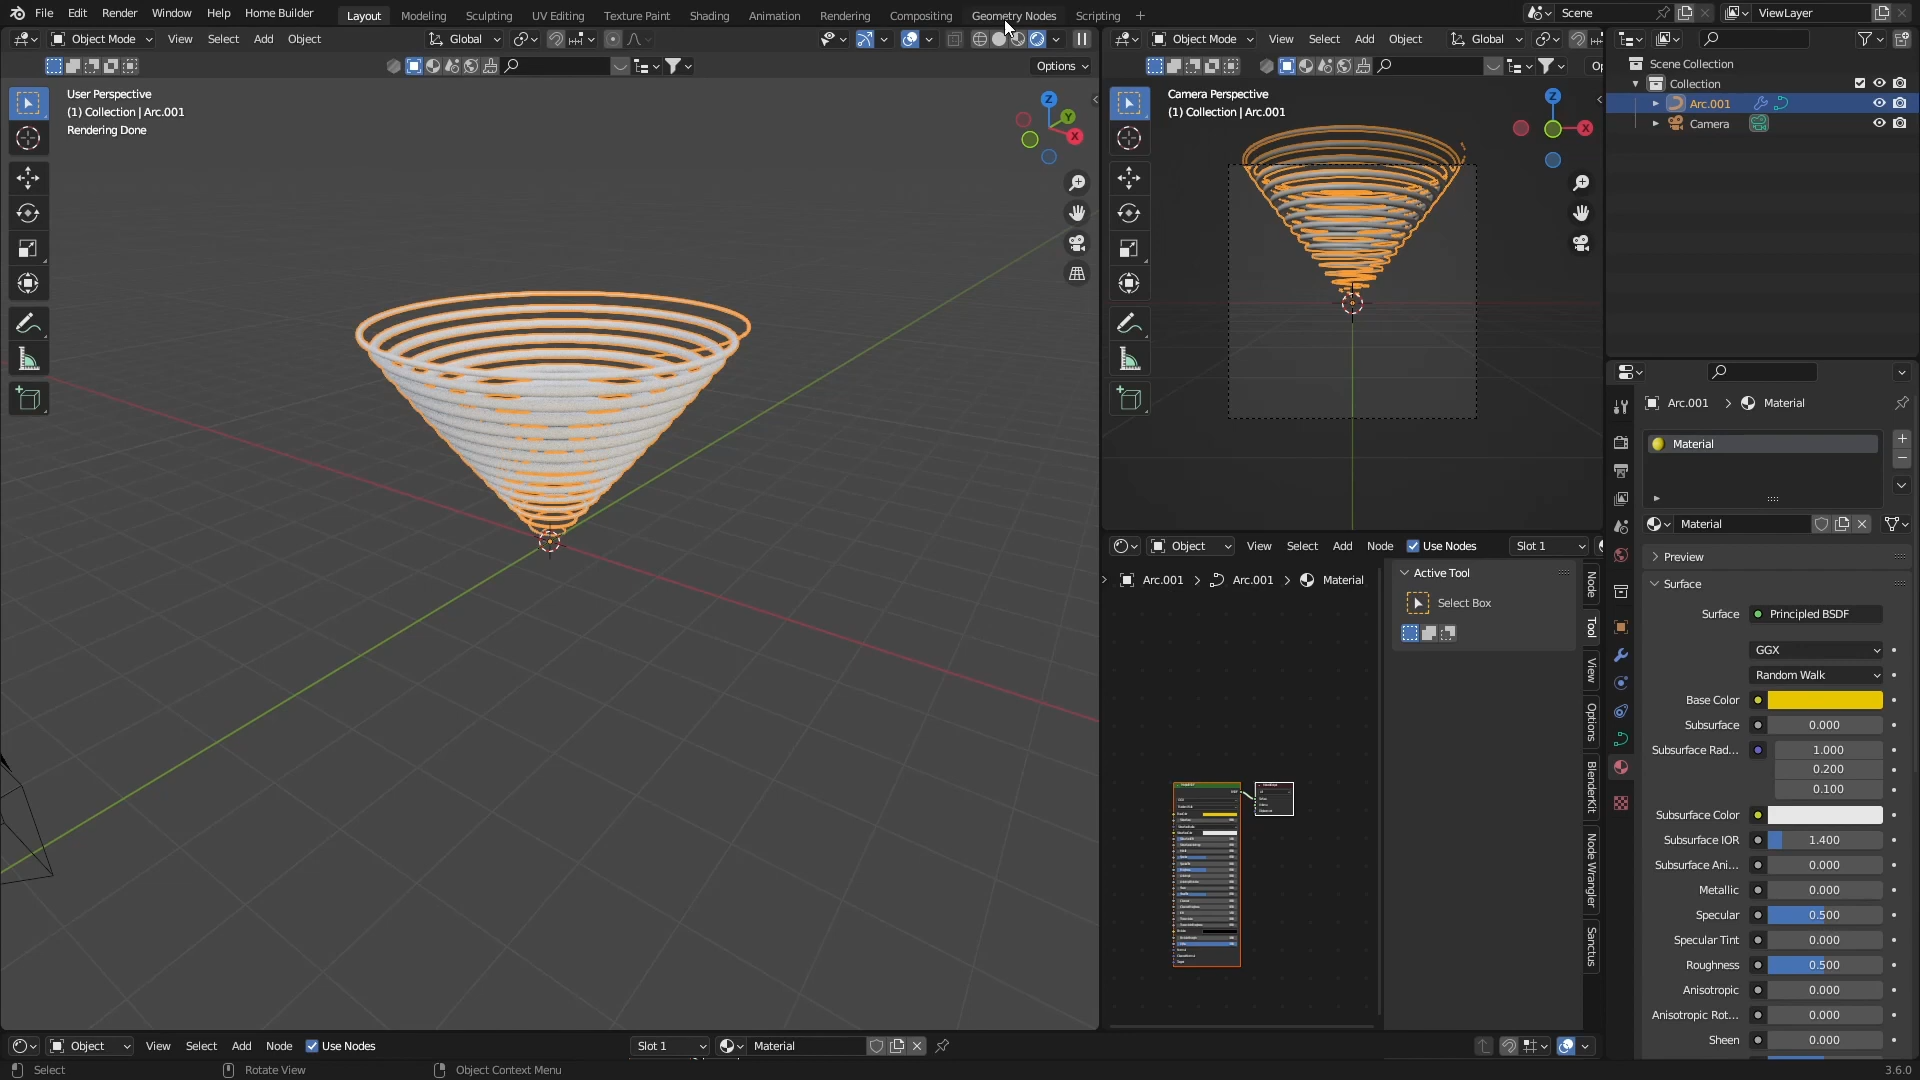 File Edit Render Window Help Home Builder Layout Modeling Sculpting UV Editing Texture Paint Shading Animation Rendering Compositing Geometry Nodes Scripting + Scene ViewLayer
Object Mode View Select Add Object Global
Options
User Perspective
(1) Collection | Arc.001
Rendering Done
Z
Y
X
Object Mode View Select Add Object Global
Camera Perspective
(1) Collection | Arc.001
Z
X
Object View Select Add Node Use Nodes Slot 1
Arc.001 > Arc.001 > Material
Active Tool
Select Box
Node
Tool
View
Options
BlenderKit
Node Wrangler
Sanctus
Scene Collection
Collection
Arc.001
Camera
Arc.001 > Material
Material
Material
Preview
Surface
Surface Principled BSDF
GGX
Random Walk
Base Color
Subsurface 0.000
Subsurface Rad... 1.000
0.200
0.100
Subsurface Color
Subsurface IOR 1.400
Subsurface Ani... 0.000
Metallic 0.000
Specular 0.500
Specular Tint 0.000
Roughness 0.500
Anisotropic 0.000
Anisotropic Rot... 0.000
Sheen 0.000
Object View Select Add Node Use Nodes Slot 1 Material
Select Rotate View Object Context Menu 3.6.0